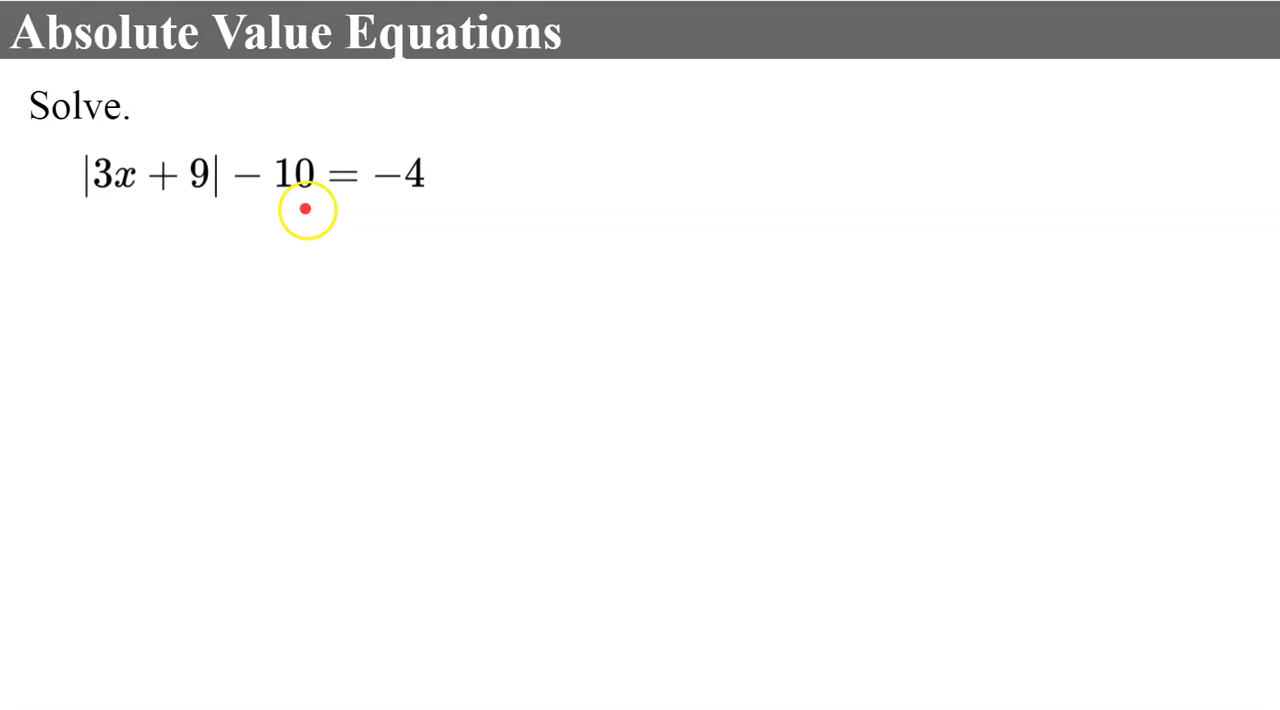 Absolute Value Equations
Solve.
|3x + 9| − 10 = −4